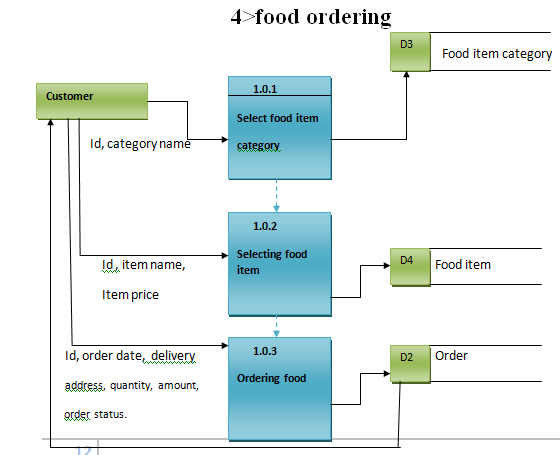 4>food ordering
D3
Food item category
Customer
1.0.1
Select food item
category
Id, category name
1.0.2
Selecting food
item
Id, item name,
Item price
D4
Food item
1.0.3
Ordering food
Id, order date, delivery
address, quantity, amount,
order status.
D2
Order
12